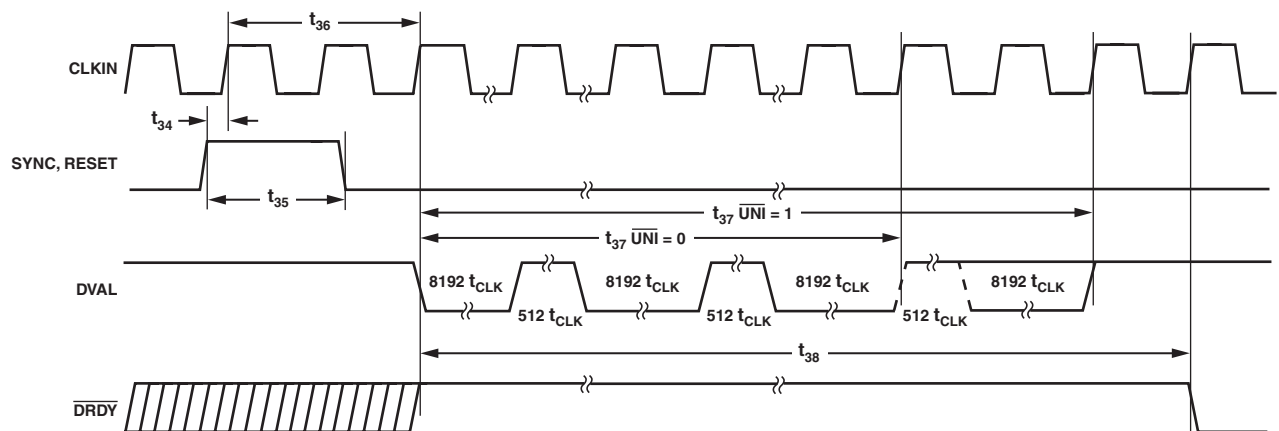 t36
CLKIN
t34
SYNC, RESET
t35
t37 UNI = 1
t37 UNI = 0
DVAL
8192 tCLK
8192 tCLK
8192 tCLK
8192 tCLK
512 tCLK
512 tCLK
512 tCLK
t38
DRDY